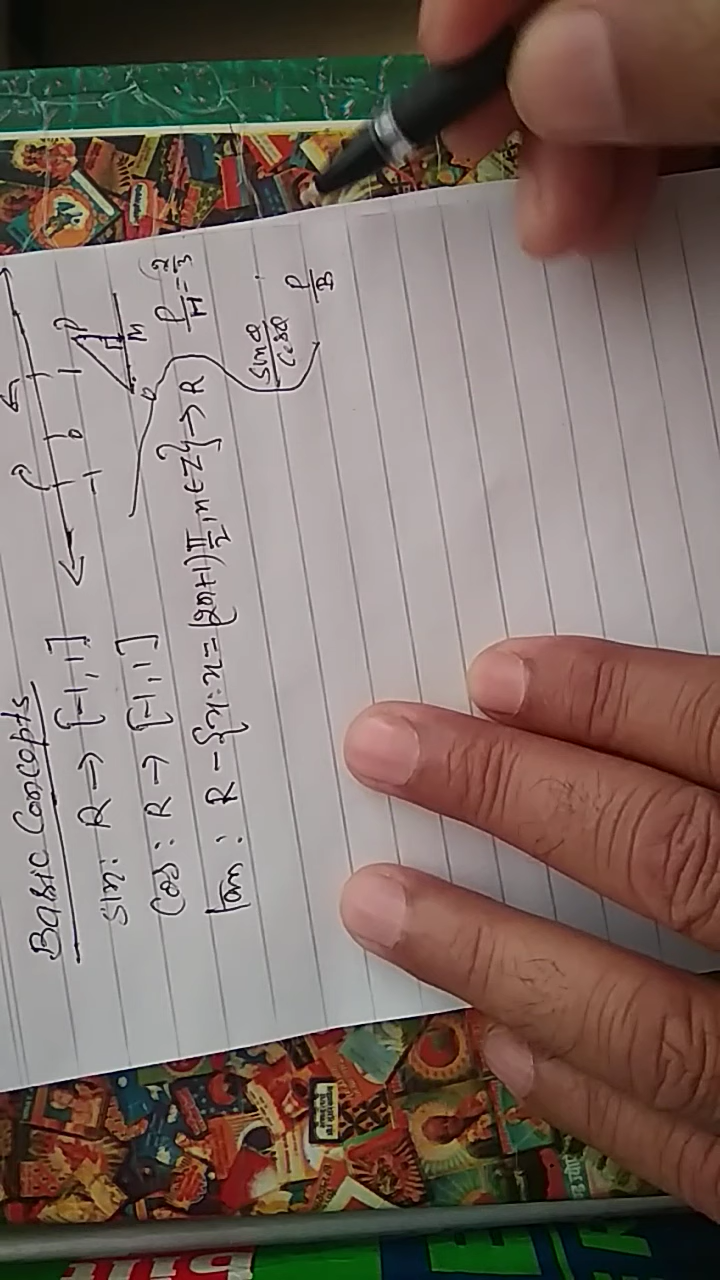 Basic Concepts
sin: R → [-1, 1]
-1 0 1
P
M
Cos : R → [-1, 1]
P/H = 2/3
Tan : R - {x: x = (2n+1) π/2, n ∈ Z} → R
sinθ/cosθ
P/B